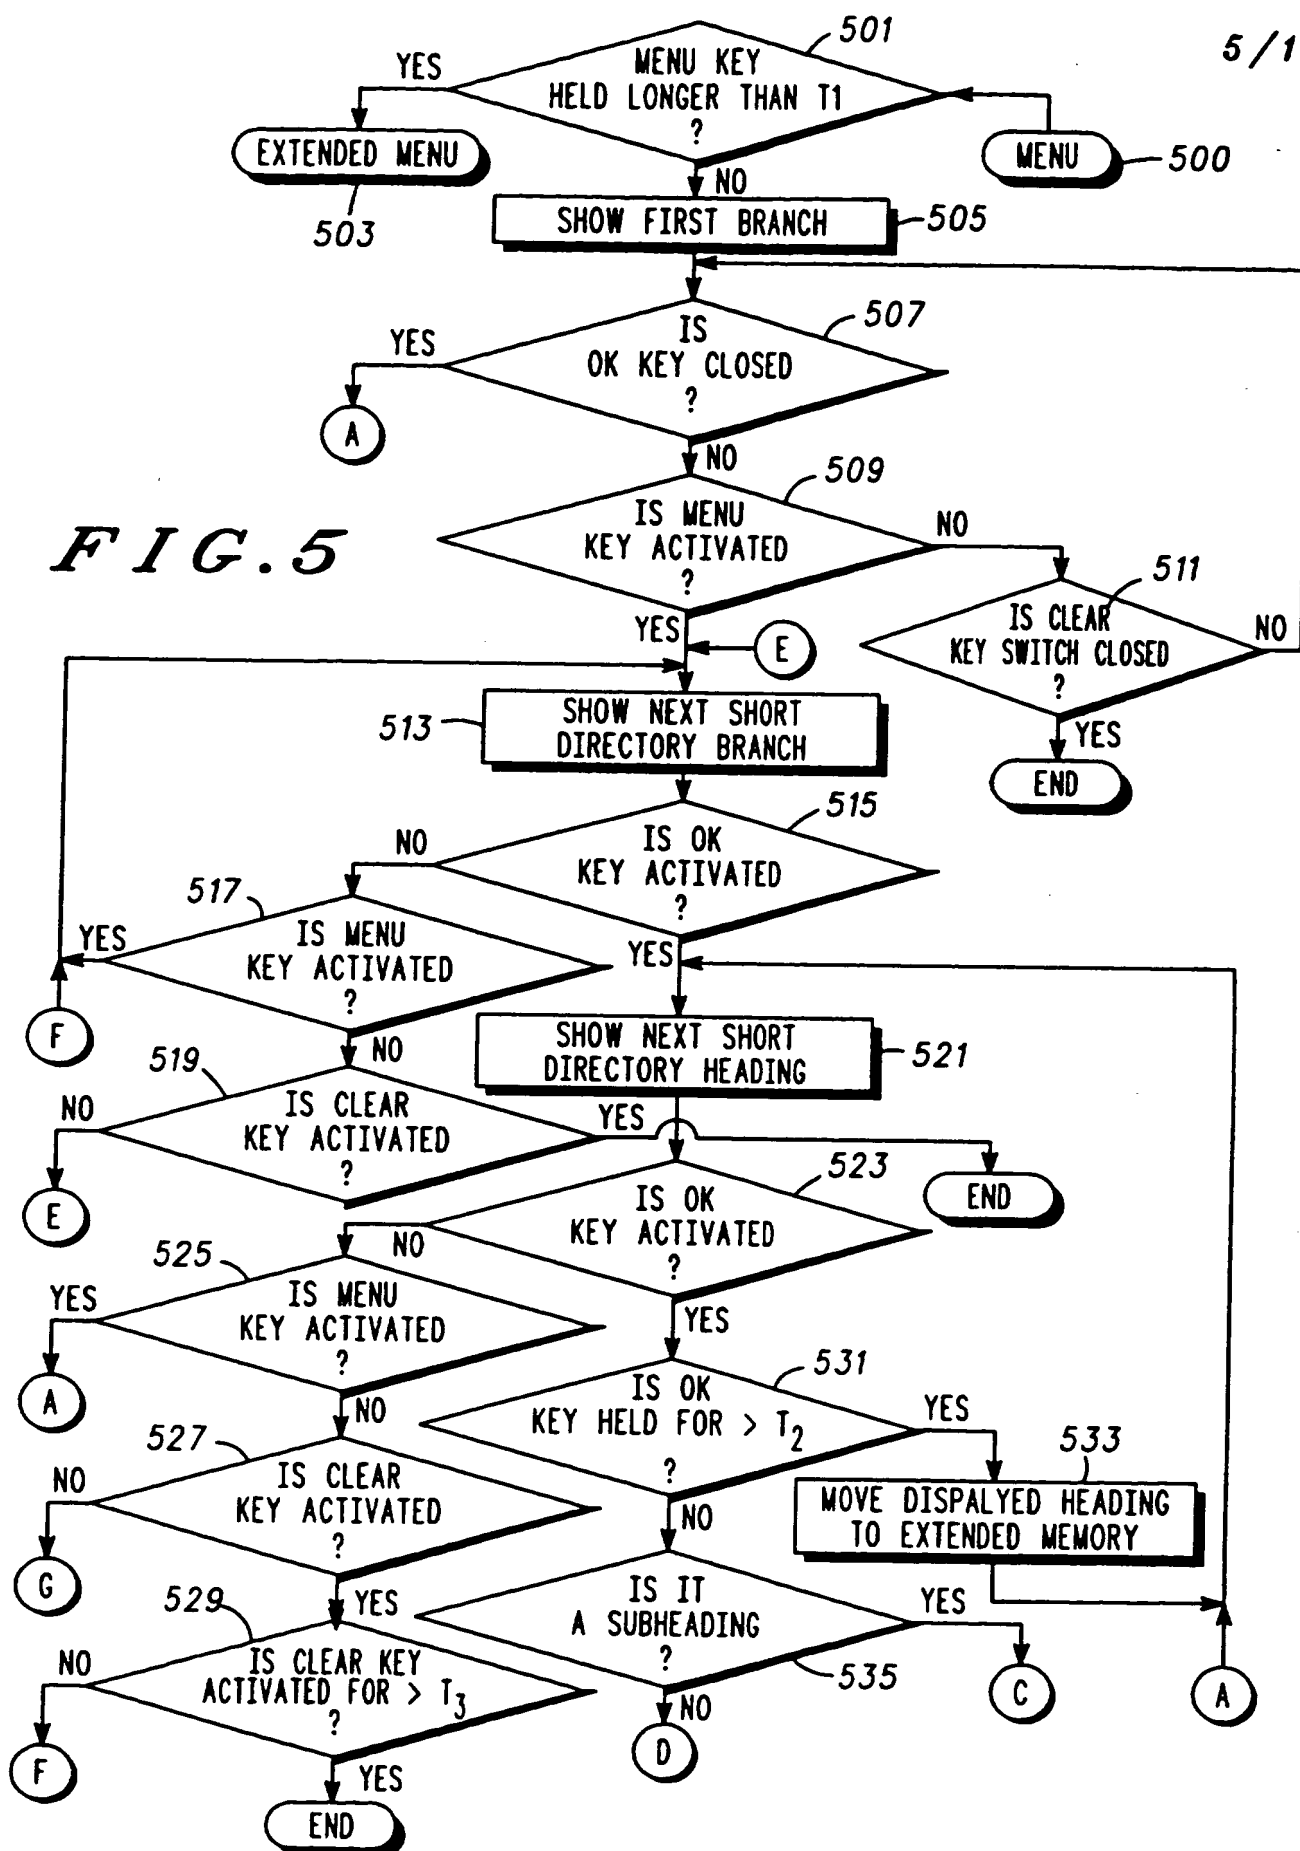 501
5/1
MENU KEY
HELD LONGER THAN T1
?
YES
EXTENDED MENU
503
MENU
500
NO
SHOW FIRST BRANCH
505
507
IS
OK KEY CLOSED
?
YES
A
NO
509
IS MENU
KEY ACTIVATED
?
NO
FIG.5
511
IS CLEAR
KEY SWITCH CLOSED
?
NO
YES
E
YES
END
513
SHOW NEXT SHORT
DIRECTORY BRANCH
515
IS OK
KEY ACTIVATED
?
NO
517
IS MENU
KEY ACTIVATED
?
YES
YES
F
NO
SHOW NEXT SHORT
DIRECTORY HEADING
521
519
IS CLEAR
KEY ACTIVATED
?
NO
YES
E
END
523
IS OK
KEY ACTIVATED
?
NO
525
IS MENU
KEY ACTIVATED
?
YES
A
YES
NO
531
IS OK
KEY HELD FOR > T2
?
YES
533
MOVE DISPALYED HEADING
TO EXTENDED MEMORY
527
IS CLEAR
KEY ACTIVATED
?
NO
G
NO
YES
IS IT
A SUBHEADING
?
YES
535
C
A
529
IS CLEAR KEY
ACTIVATED FOR > T3
?
NO
F
NO
D
YES
END